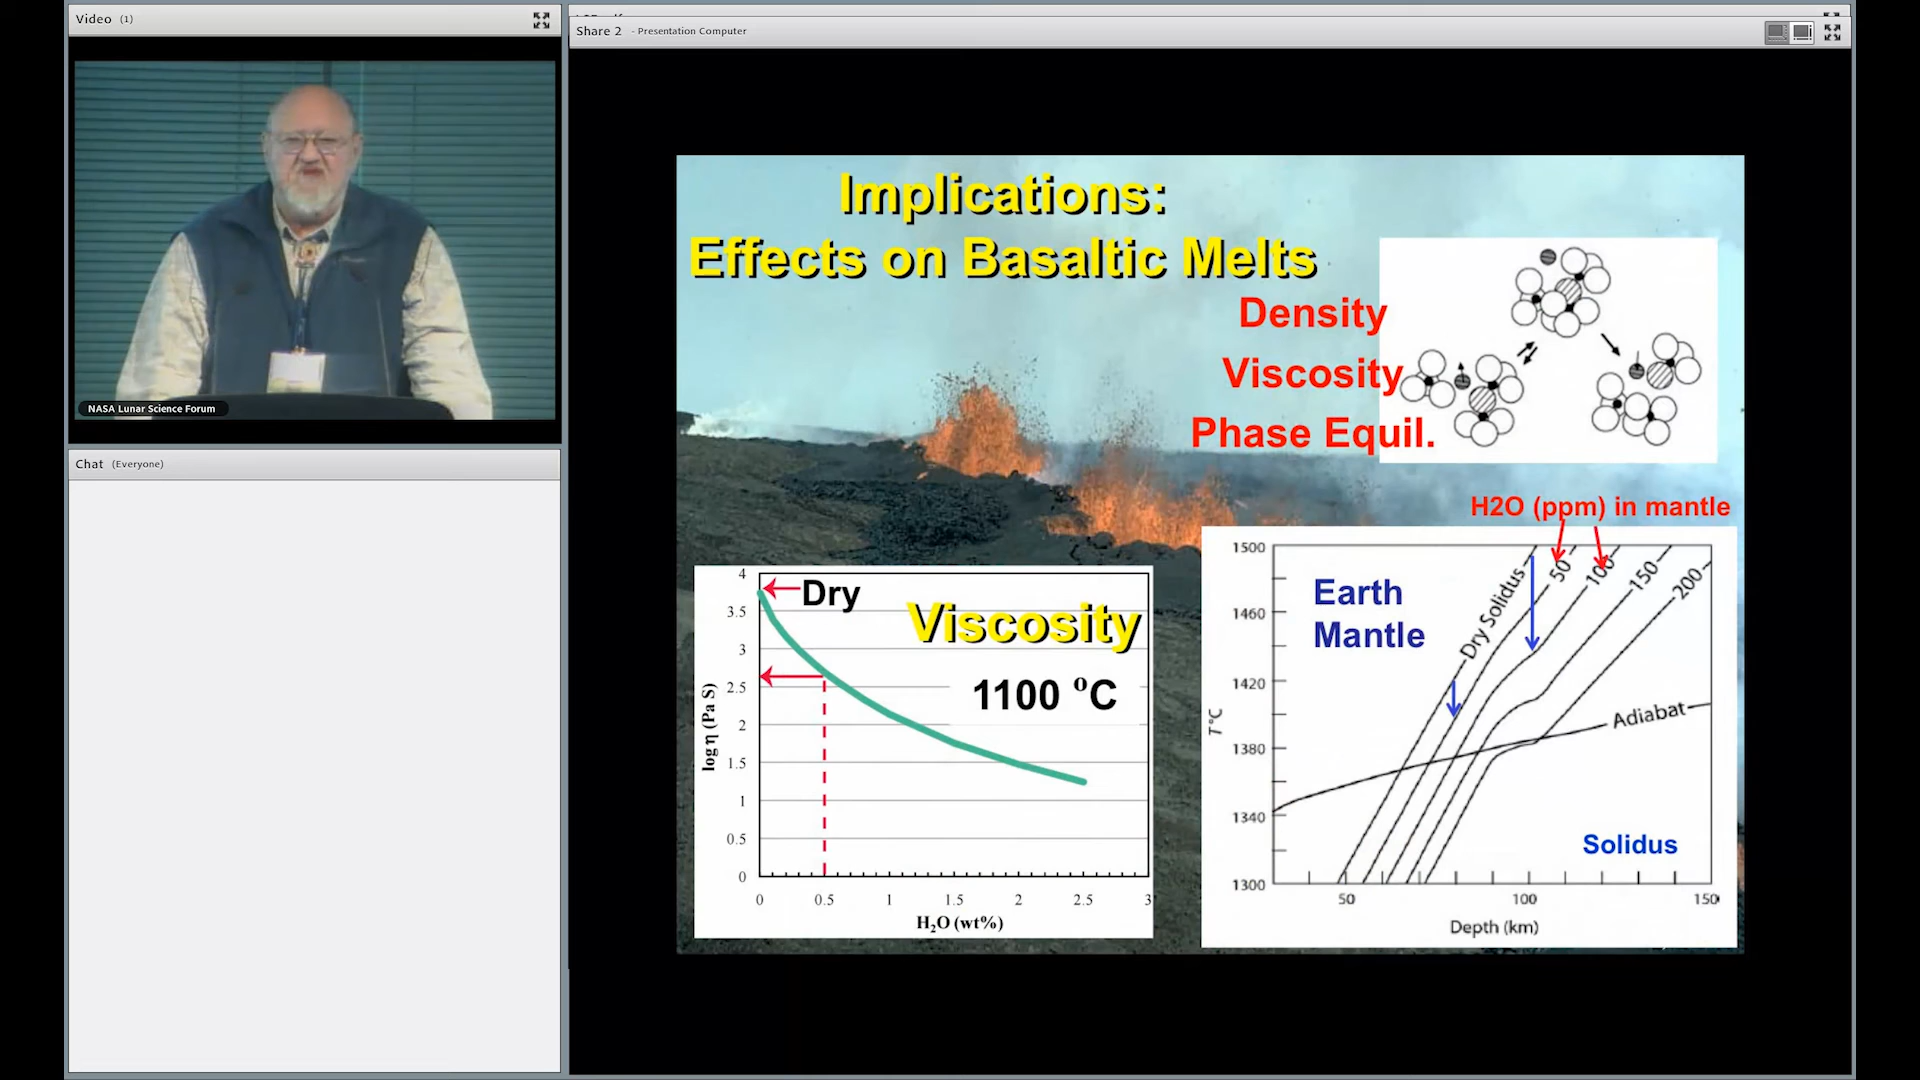 Video (1)
NASA Lunar Science Forum
Chat (Everyone)
Share 2 - Presentation Computer
Implications:
Effects on Basaltic Melts
Density
Viscosity
Phase Equil.
H2O (ppm) in mantle
Dry
Viscosity
1100 °C
log η (Pa S)
4
3.5
3
2.5
2
1.5
1
0.5
0
0 0.5 1 1.5 2 2.5 3
H₂O (wt%)
Earth
Mantle
Dry Solidus
50
100
150
200
Adiabat
Solidus
T°C
1500
1460
1420
1380
1340
1300
50 100 150
Depth (km)